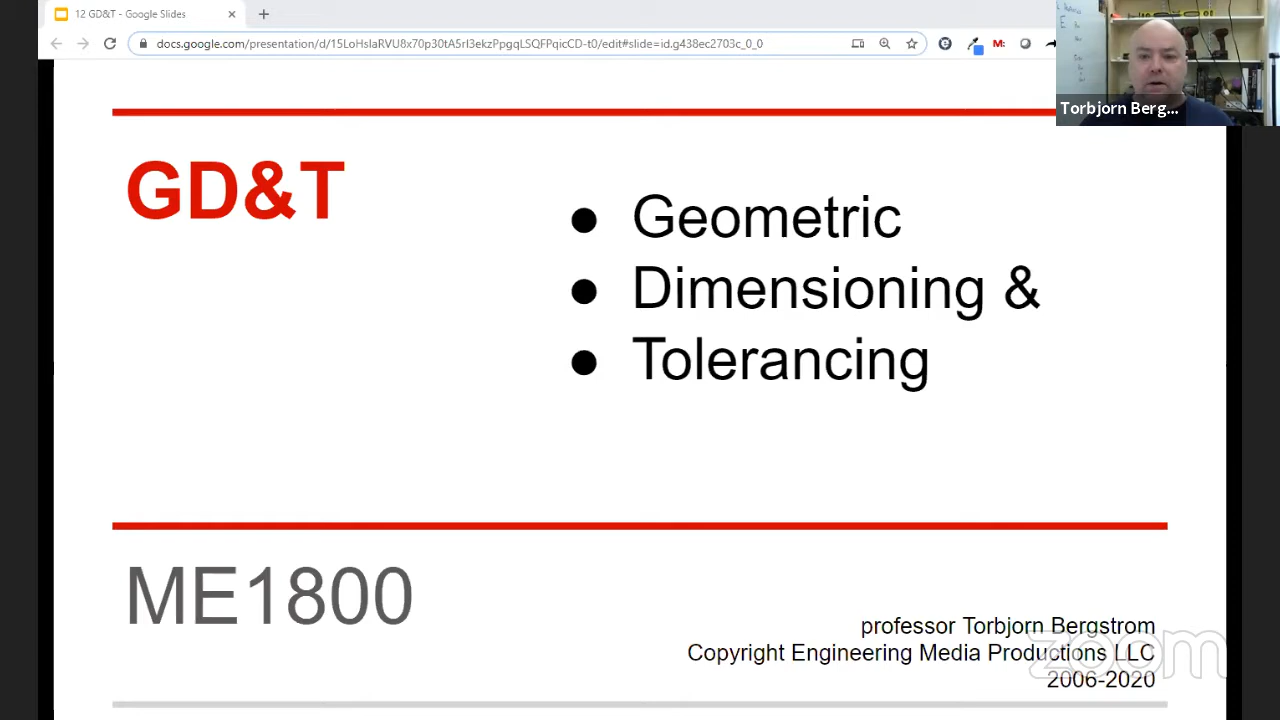 12 GD&T - Google Slides
docs.google.com/presentation/d/15LoHslaRVU8x70p30tA5rI3ekzPpgqLSQFPqicCD-t0/edit#slide=id.g438ec2703c_0_0
M:
Torbjorn Berg...
GD&T
● Geometric
● Dimensioning &
● Tolerancing
ME1800
professor Torbjorn Bergstrom
Copyright Engineering Media Productions LLC
2006-2020
zoom